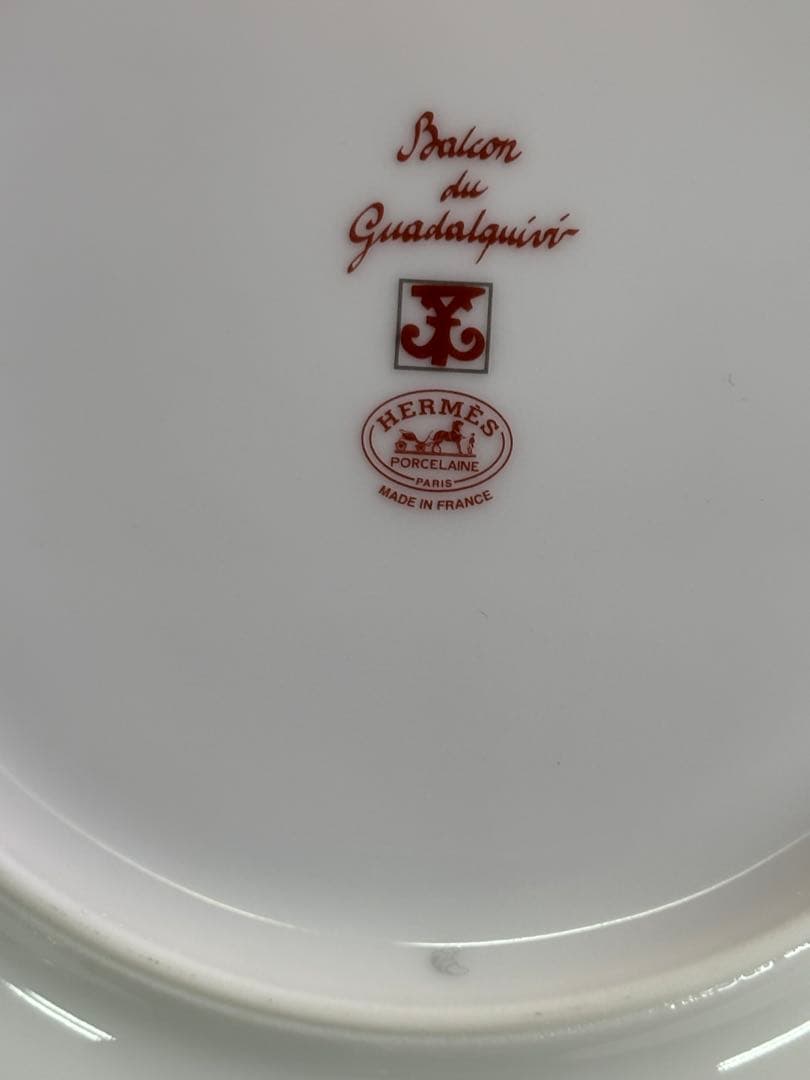 Balcon
du
Guadalquivir
HERMÈS
PORCELAINE
PARIS
MADE IN FRANCE